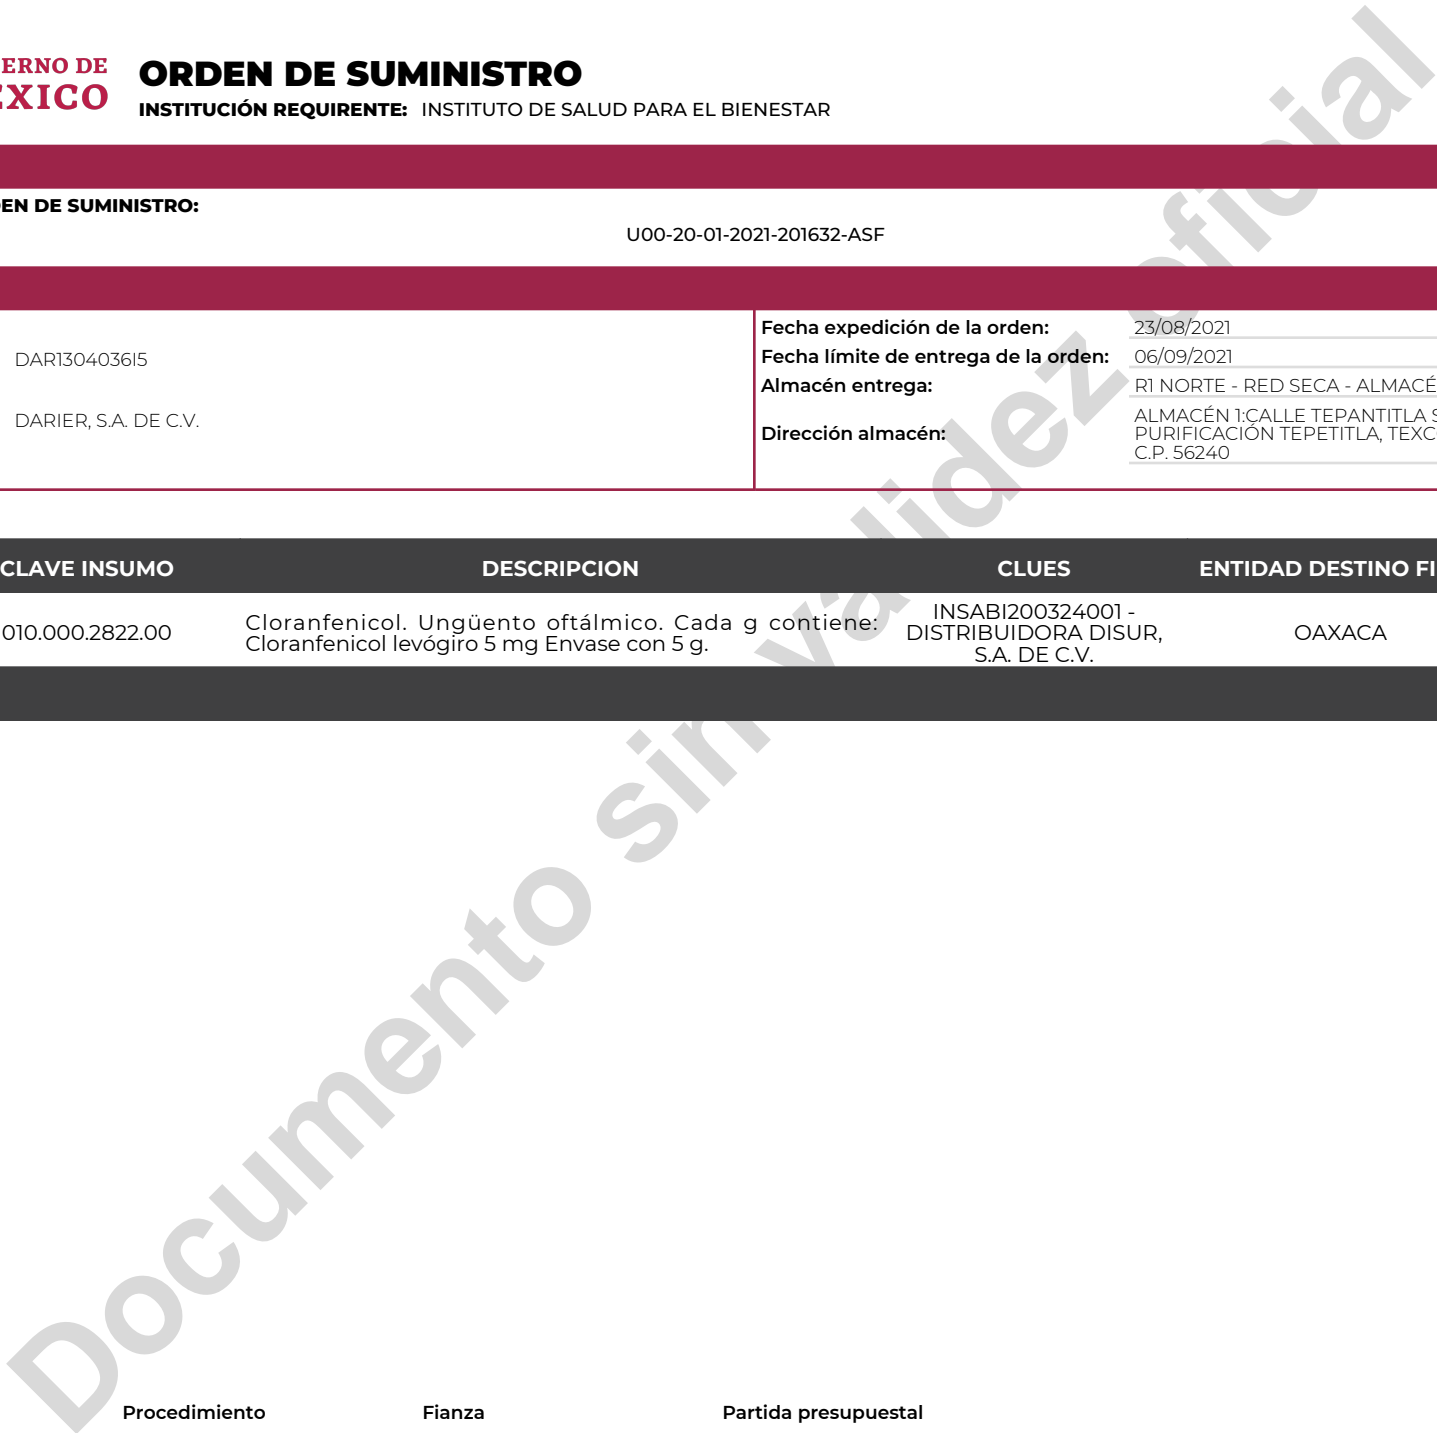 ERNO DE
ORDEN DE SUMINISTRO
EXICO
INSTITUCIÓN REQUIRENTE: INSTITUTO DE SALUD PARA EL BIENESTAR
EN DE SUMINISTRO:
U00-20-01-2021-201632-ASF
DAR1304036I5
DARIER, S.A. DE C.V.
Fecha expedición de la orden: 23/08/2021
Fecha límite de entrega de la orden: 06/09/2021
Almacén entrega: R1 NORTE - RED SECA - ALMACÉ
Dirección almacén: ALMACÉN 1:CALLE TEPANTITLA S
PURIFICACIÓN TEPETITLA, TEXC
C.P. 56240
CLAVE INSUMO DESCRIPCION CLUES ENTIDAD DESTINO FI
010.000.2822.00
Cloranfenicol. Ungüento oftálmico. Cada g contiene:
Cloranfenicol levógiro 5 mg Envase con 5 g.
INSABI200324001 -
DISTRIBUIDORA DISUR,
S.A. DE C.V.
OAXACA
Documento sin validez oficial
Procedimiento Fianza Partida presupuestal